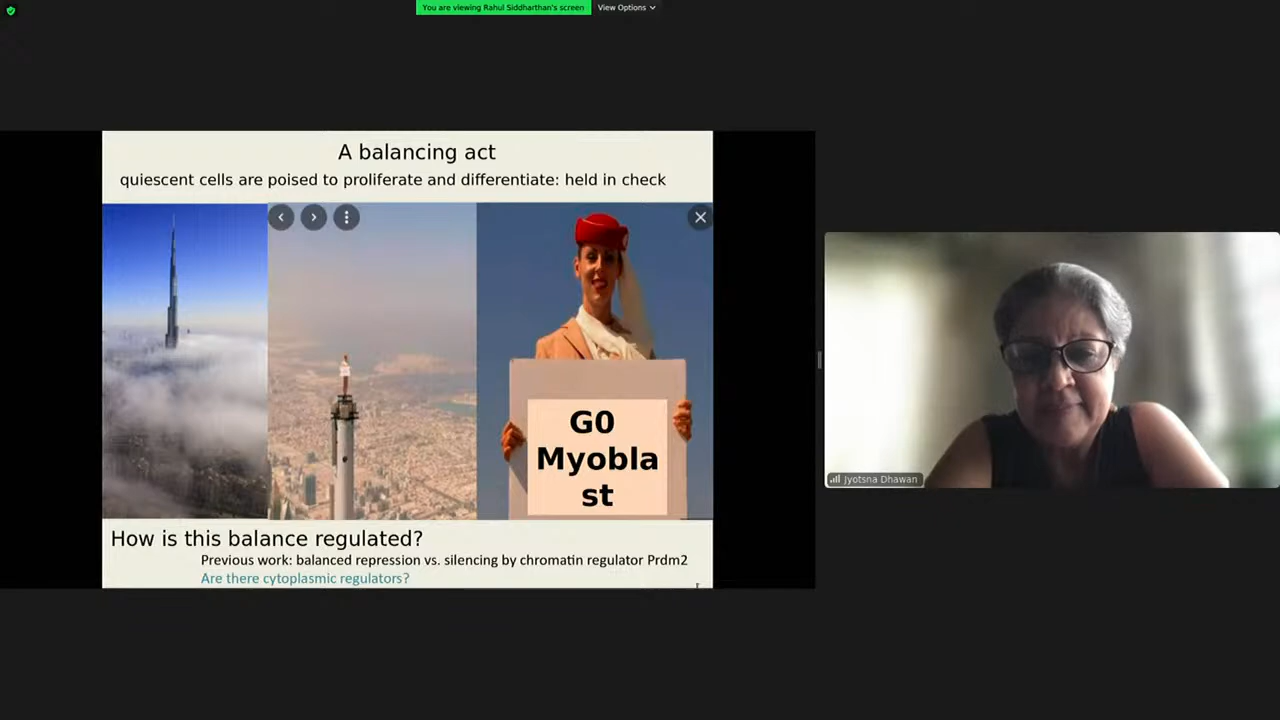 You are viewing Rahul Siddharthan's screen
View Options
A balancing act
quiescent cells are poised to proliferate and differentiate: held in check
G0
Myobla
st
How is this balance regulated?
Previous work: balanced repression vs. silencing by chromatin regulator Prdm2
Are there cytoplasmic regulators?
Jyotsna Dhawan